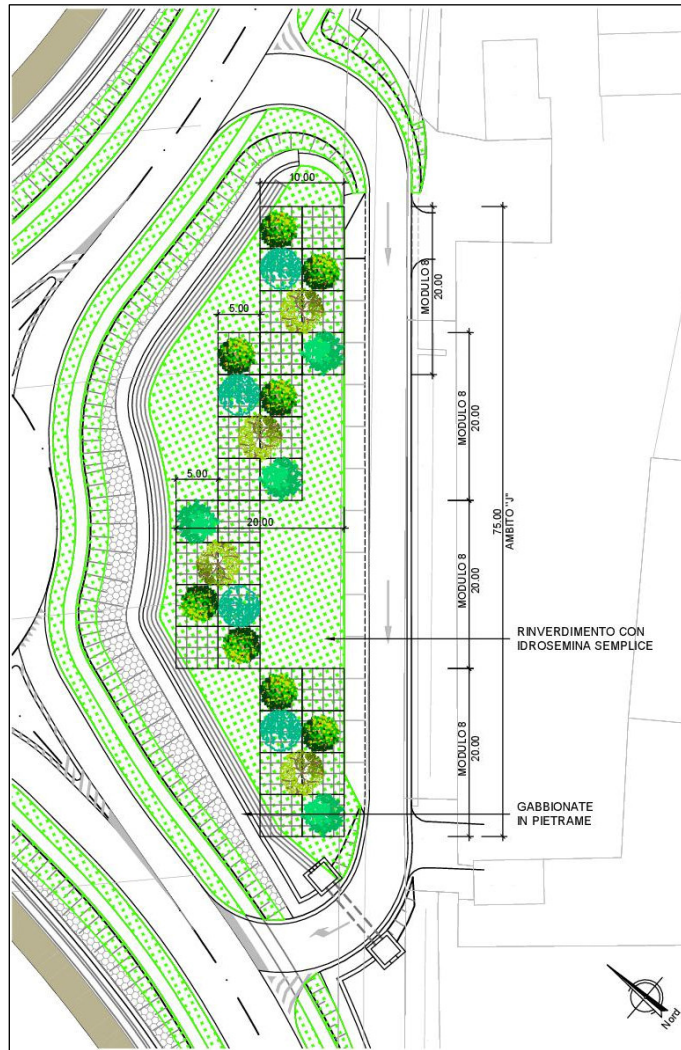 10.00
MODULO 8
20.00
5.00
MODULO 8
20.00
5.00
20.00
75.00
AMBITO "J"
MODULO 8
20.00
RINVERDIMENTO CON
IDROSEMINA SEMPLICE
MODULO 8
20.00
GABBIONATE
IN PIETRAME
Nord